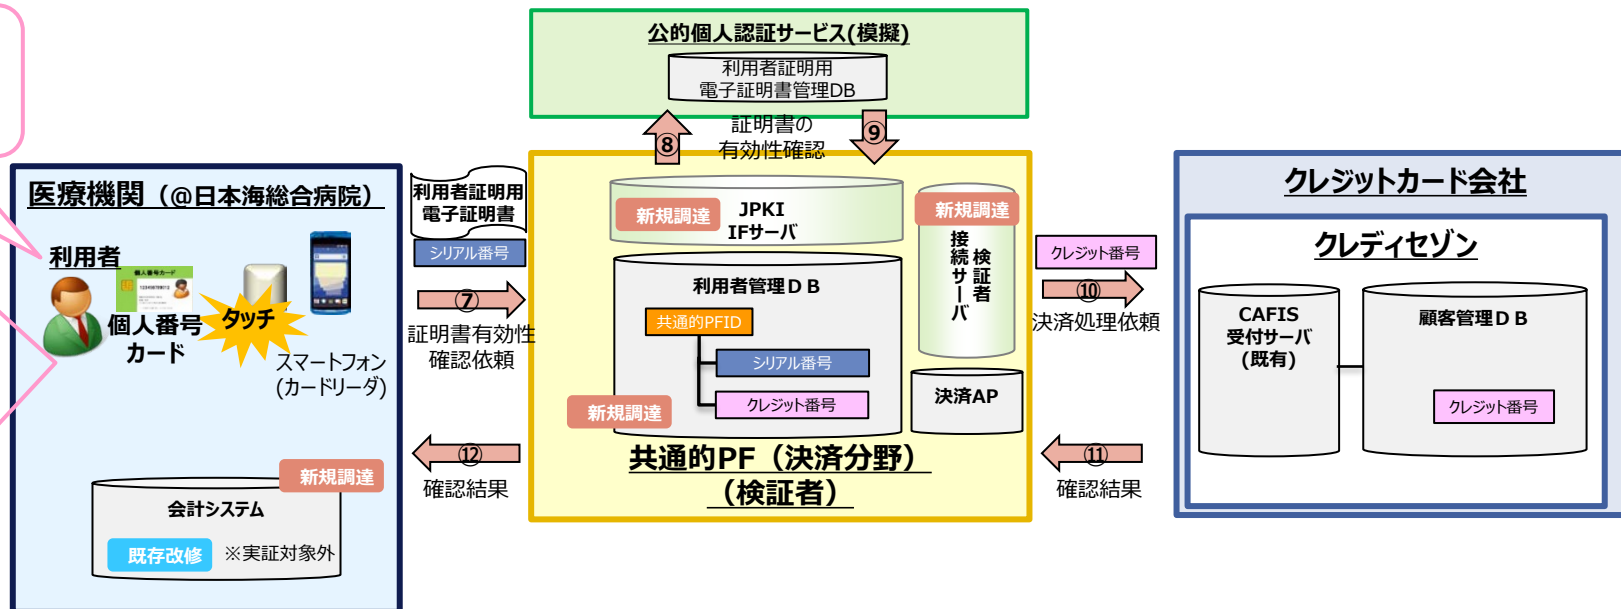 公的個人認証サービス(模擬)
利用者証明用
電子証明書管理DB
⑧
証明書の
有効性確認
⑨
医療機関（@日本海総合病院）
利用者
個人番号カード
個人番号
カード
タッチ
スマートフォン
(カードリーダ)
新規調達
会計システム
既存改修
※実証対象外
利用者証明用
電子証明書
シリアル番号
⑦
証明書有効性
確認依頼
⑫
確認結果
新規調達
JPKI
IFサーバ
利用者管理ＤＢ
共通的PFID
シリアル番号
クレジット番号
新規調達
新規調達
検証者
接続サーバ
決済AP
共通的PF（決済分野）
（検証者）
クレジット番号
⑩
決済処理依頼
⑪
確認結果
クレジットカード会社
クレディセゾン
CAFIS
受付サーバ
(既有)
顧客管理ＤＢ
クレジット番号